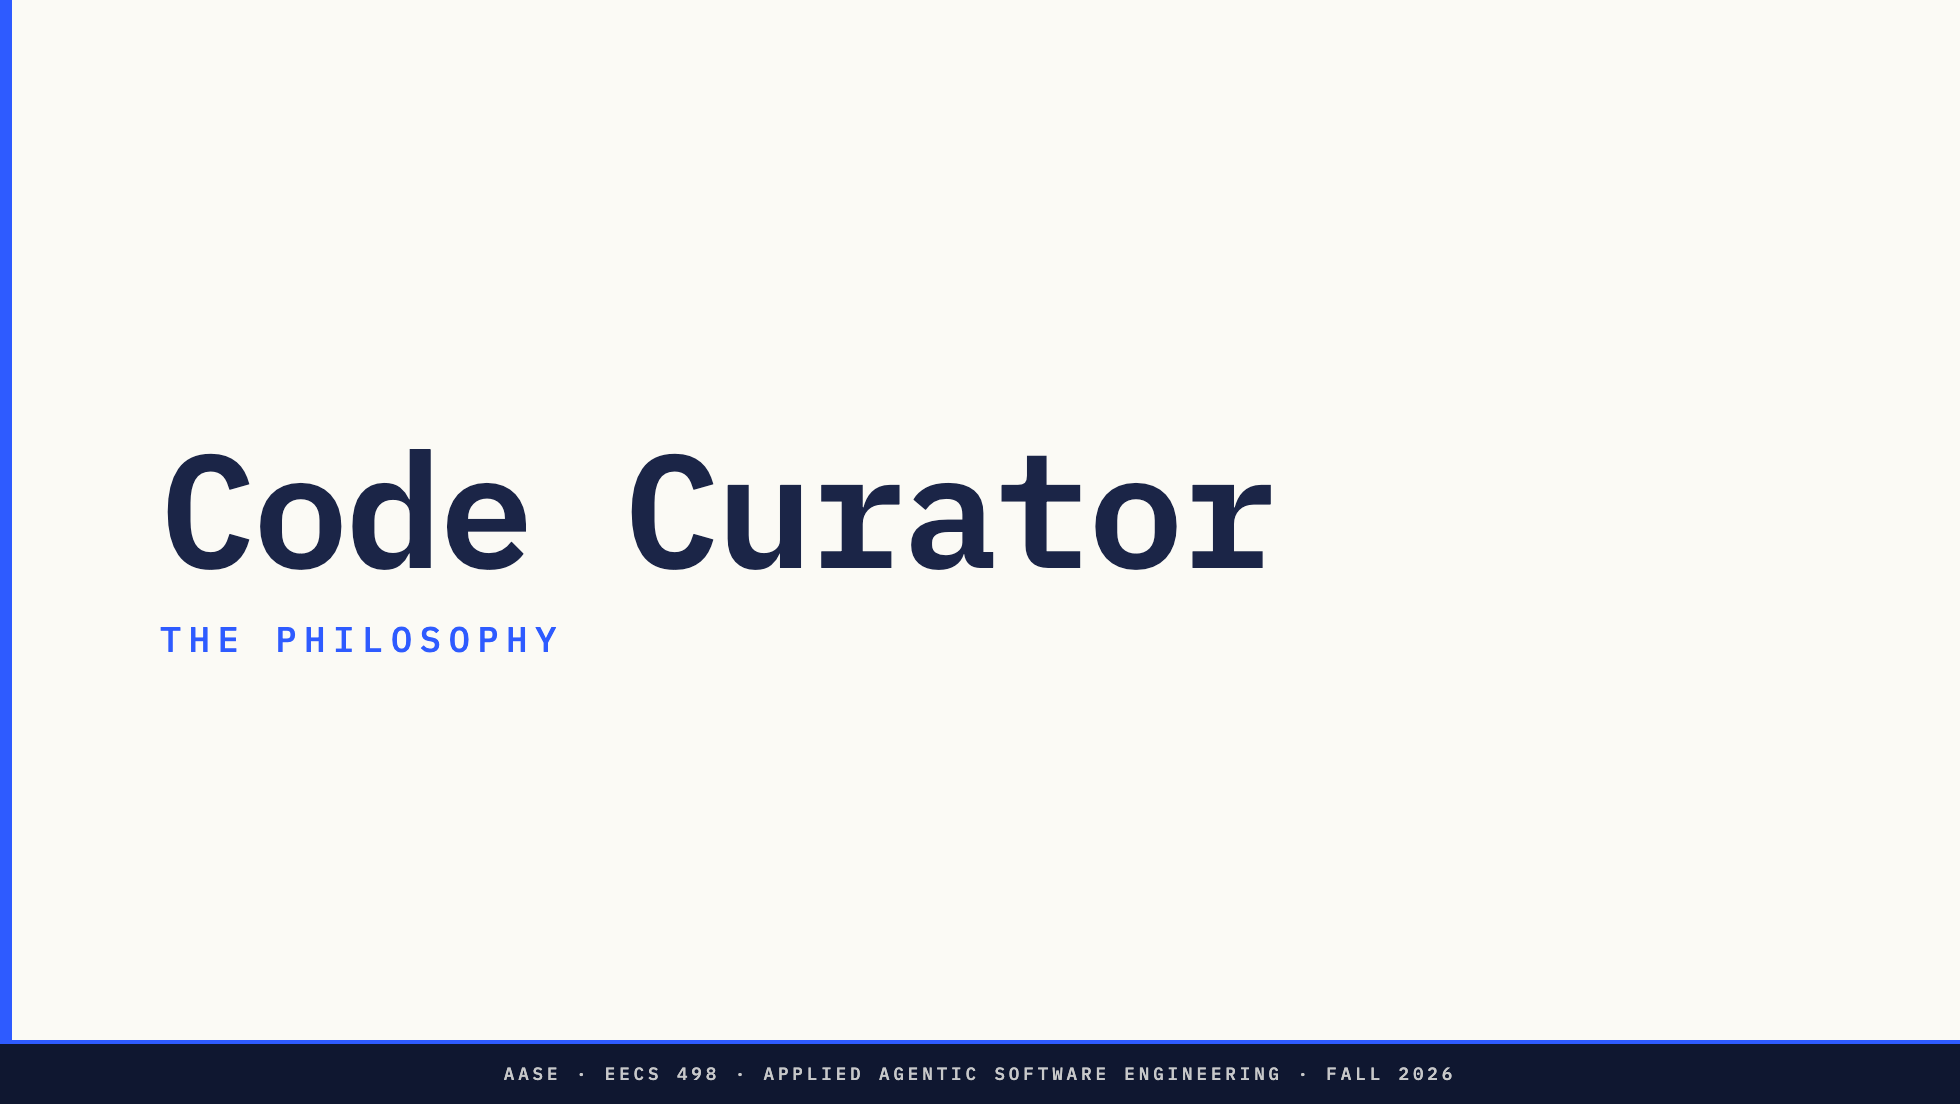 Code Curator
THE PHILOSOPHY
AASE · EECS 498 · APPLIED AGENTIC SOFTWARE ENGINEERING · FALL 2026